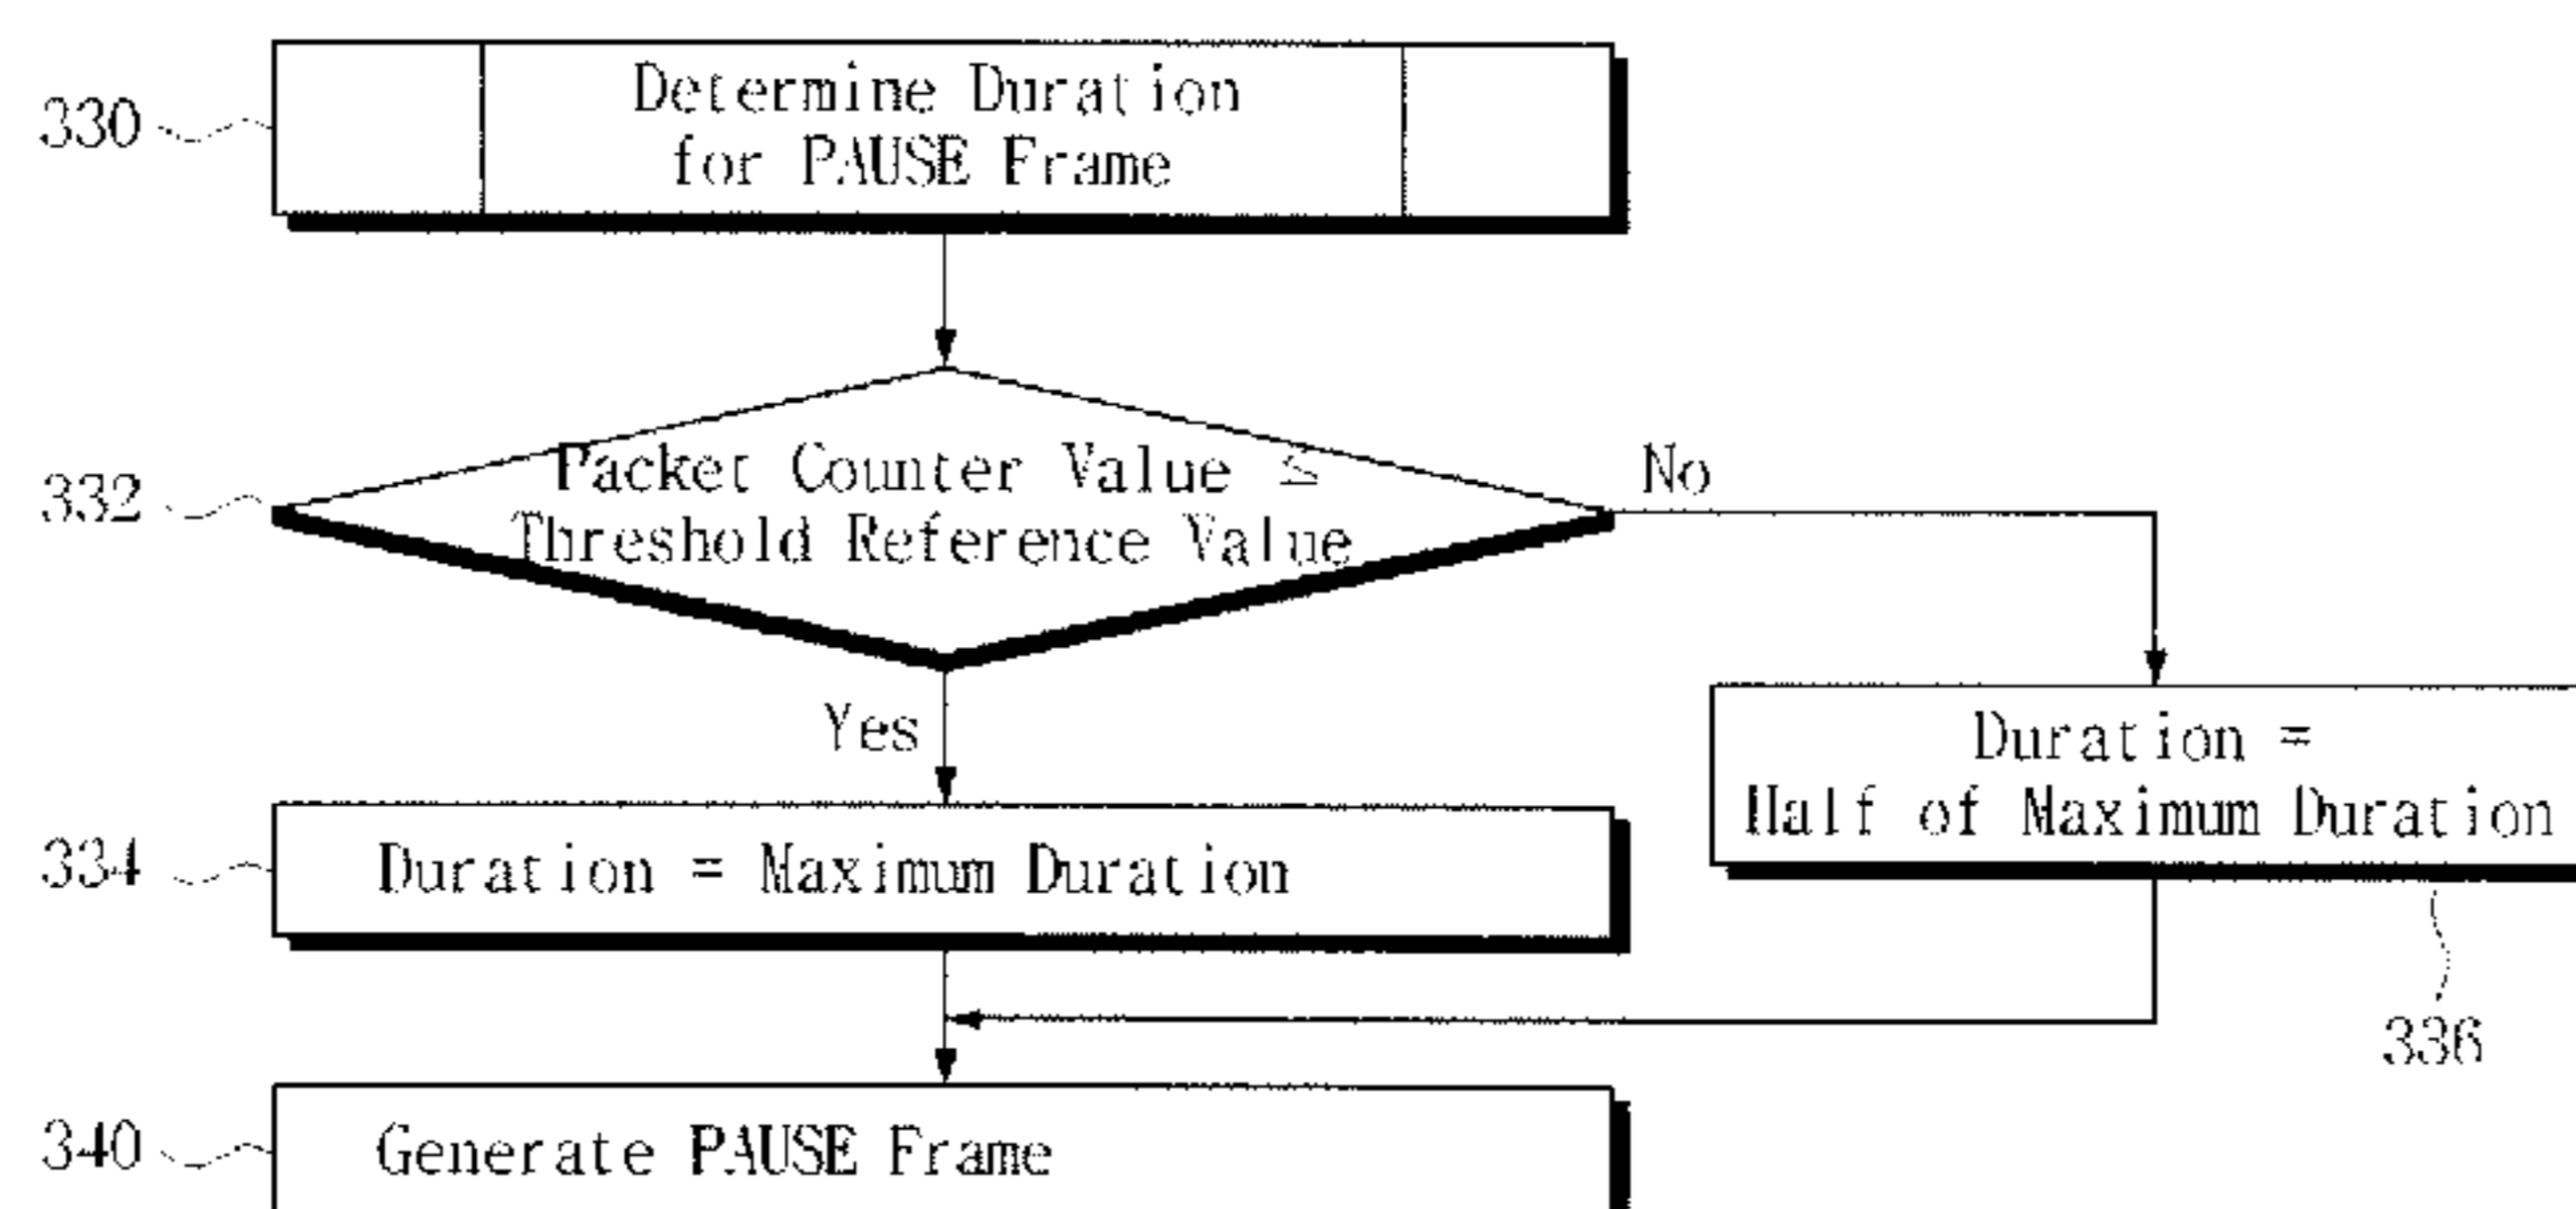 330
Determine Duration
for PAUSE Frame
332
Packet Counter Value ≤
Threshold Reference Value
No
Yes
Duration =
Half of Maximum Duration
334
Duration = Maximum Duration
336
340
Generate PAUSE Frame